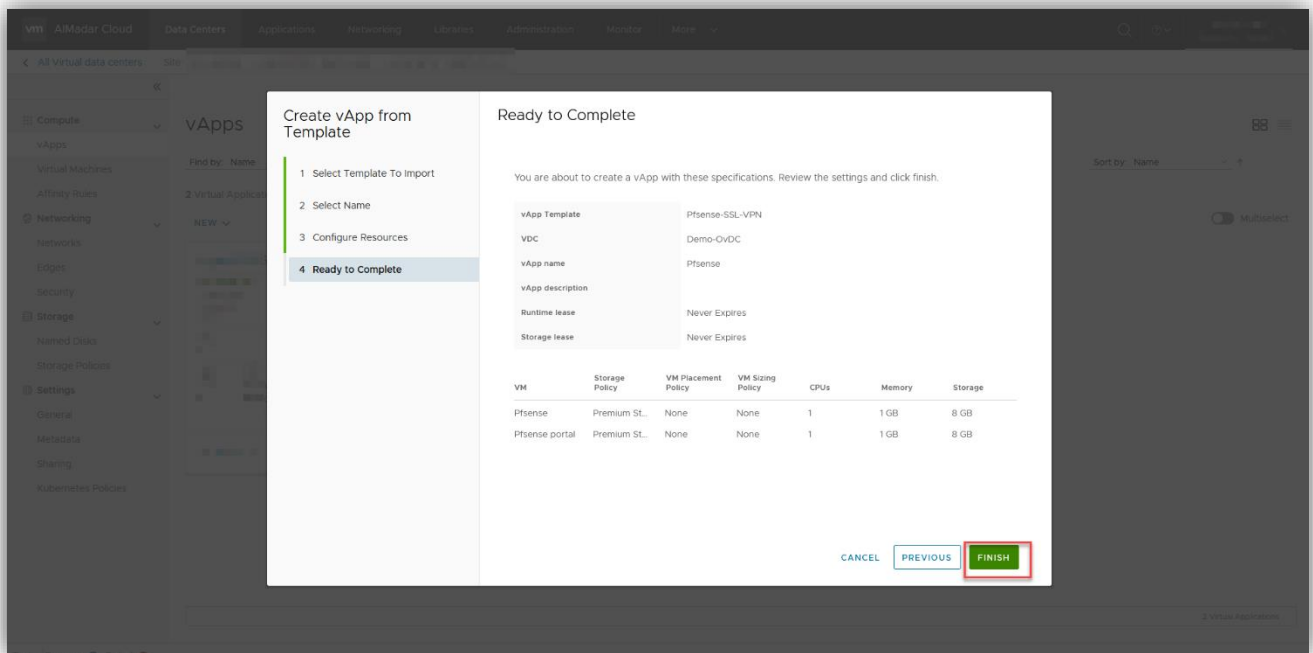 vm AlMadar Cloud Data Centers Applications Networking Libraries Administration Monitor More
All Virtual data centers Site
Compute
vApps
Virtual Machines
Affinity Rules
Networking
Networks
Edges
Security
Storage
Named Disks
Storage Policies
Settings
General
Metadata
Sharing
Kubernetes Policies
vApps
Find by: Name
Sort by: Name
2 Virtual Applicat
NEW
Multiselect
Create vApp from
Template
1 Select Template To Import
2 Select Name
3 Configure Resources
4 Ready to Complete
Ready to Complete
You are about to create a vApp with these specifications. Review the settings and click finish.
vApp Template Pfsense-SSL-VPN
VDC Demo-OvDC
vApp name Pfsense
vApp description
Runtime lease Never Expires
Storage lease Never Expires
VM Storage Policy VM Placement Policy VM Sizing Policy CPUs Memory Storage
Pfsense Premium St... None None 1 1 GB 8 GB
Pfsense portal Premium St... None None 1 1 GB 8 GB
CANCEL PREVIOUS FINISH
2 Virtual Applications